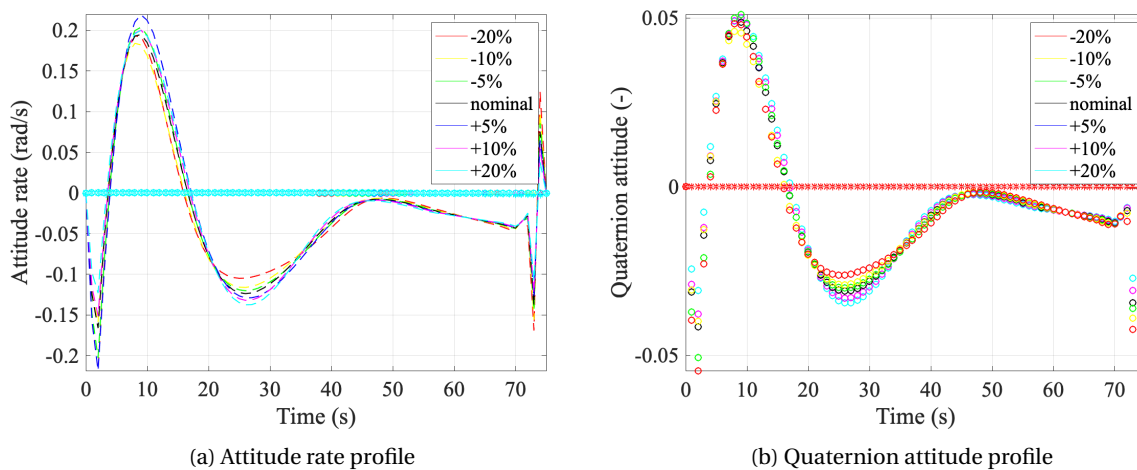 0.2
0.15
0.1
0.05
0
-0.05
-0.1
-0.15
-0.2
Attitude rate (rad/s)
0 10 20 30 40 50 60 70
Time (s)
-20%
-10%
-5%
nominal
+5%
+10%
+20%
(a) Attitude rate profile
0.05
0
-0.05
Quaternion attitude (-)
0 10 20 30 40 50 60 70
Time (s)
-20%
-10%
-5%
nominal
+5%
+10%
+20%
(b) Quaternion attitude profile